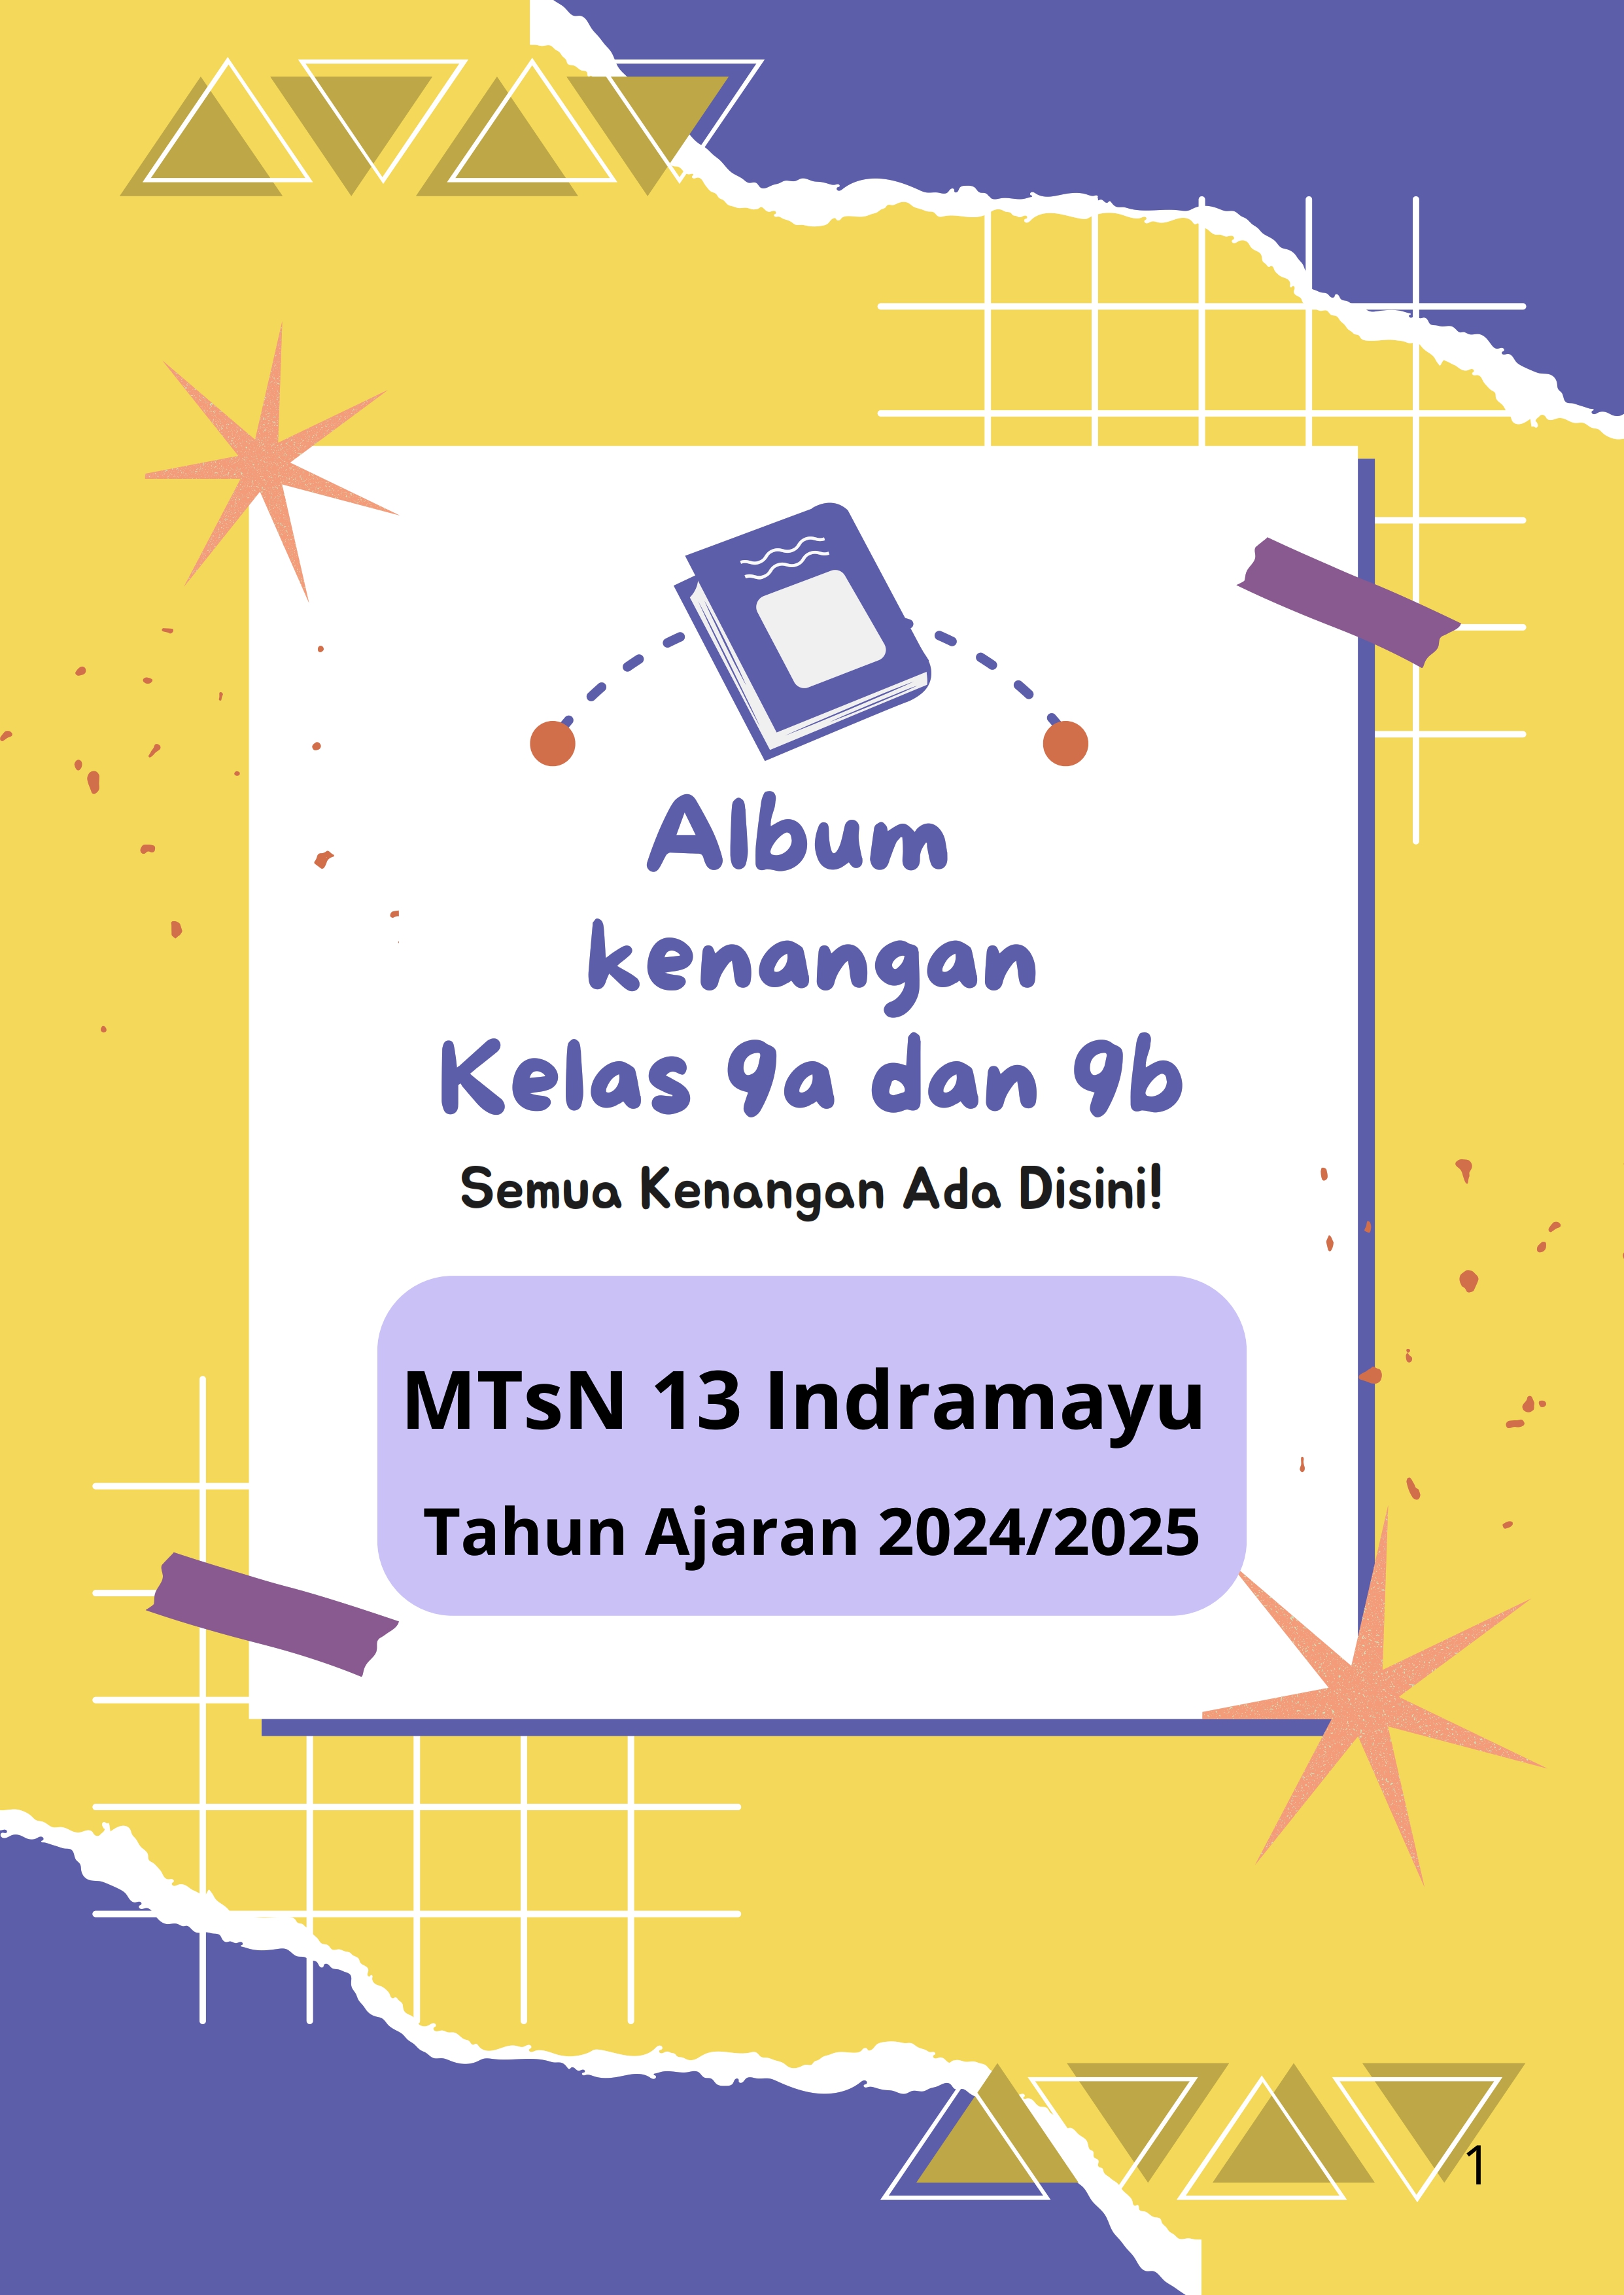 Album
kenangan
Kelas 9a dan 9b
Semua Kenangan Ada Disini!
MTsN 13 Indramayu
Tahun Ajaran 2024/2025
1